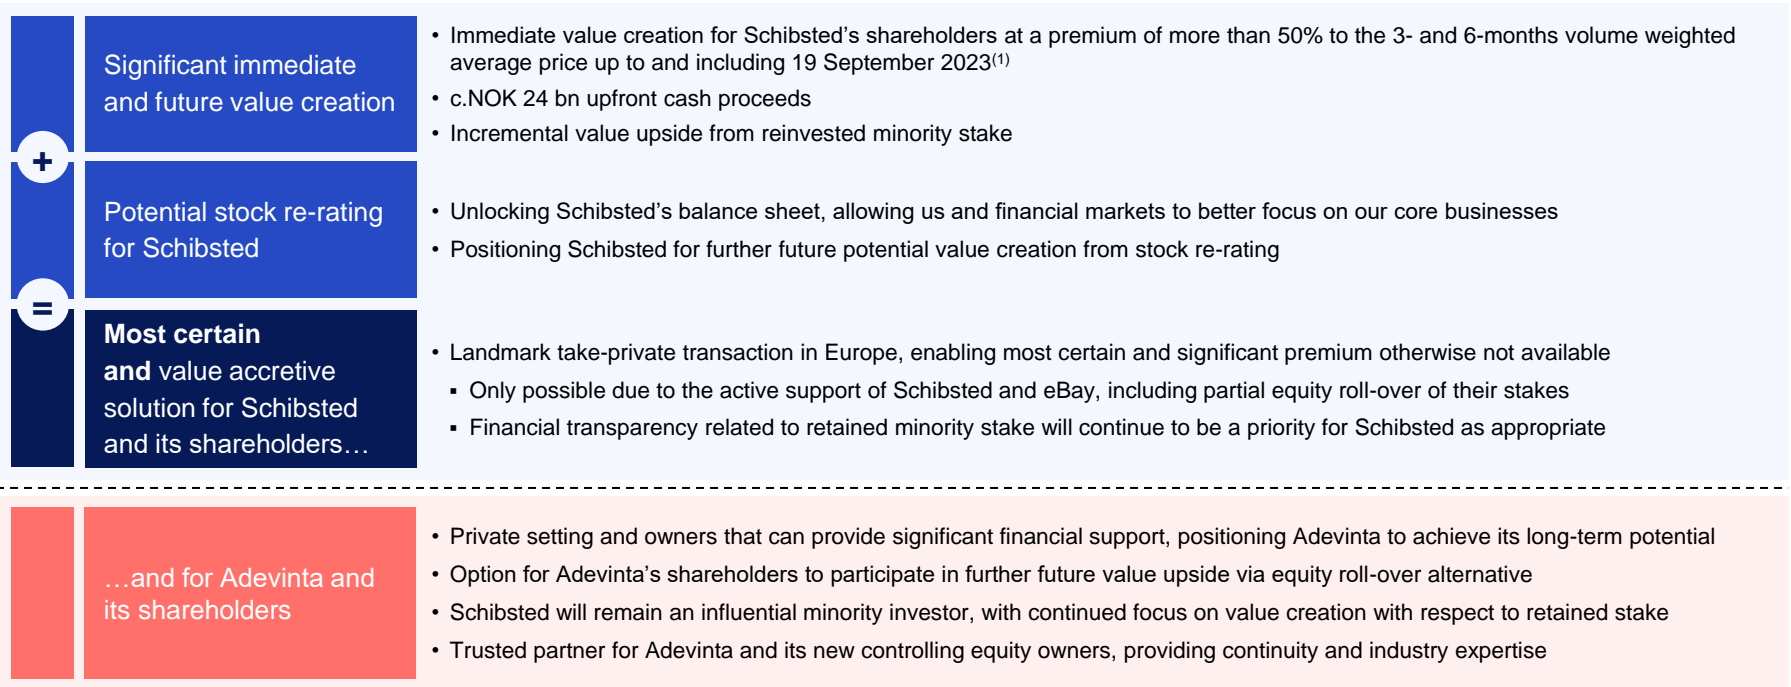 Significant immediate
and future value creation
• Immediate value creation for Schibsted's shareholders at a premium of more than 50% to the 3- and 6-months volume weighted
average price up to and including 19 September 2023(1)
• c.NOK 24 bn upfront cash proceeds
• Incremental value upside from reinvested minority stake
+
Potential stock re-rating
for Schibsted
• Unlocking Schibsted's balance sheet, allowing us and financial markets to better focus on our core businesses
• Positioning Schibsted for further future potential value creation from stock re-rating
=
Most certain
and value accretive
solution for Schibsted
and its shareholders…
• Landmark take-private transaction in Europe, enabling most certain and significant premium otherwise not available
▪ Only possible due to the active support of Schibsted and eBay, including partial equity roll-over of their stakes
▪ Financial transparency related to retained minority stake will continue to be a priority for Schibsted as appropriate
…and for Adevinta and
its shareholders
• Private setting and owners that can provide significant financial support, positioning Adevinta to achieve its long-term potential
• Option for Adevinta's shareholders to participate in further future value upside via equity roll-over alternative
• Schibsted will remain an influential minority investor, with continued focus on value creation with respect to retained stake
• Trusted partner for Adevinta and its new controlling equity owners, providing continuity and industry expertise